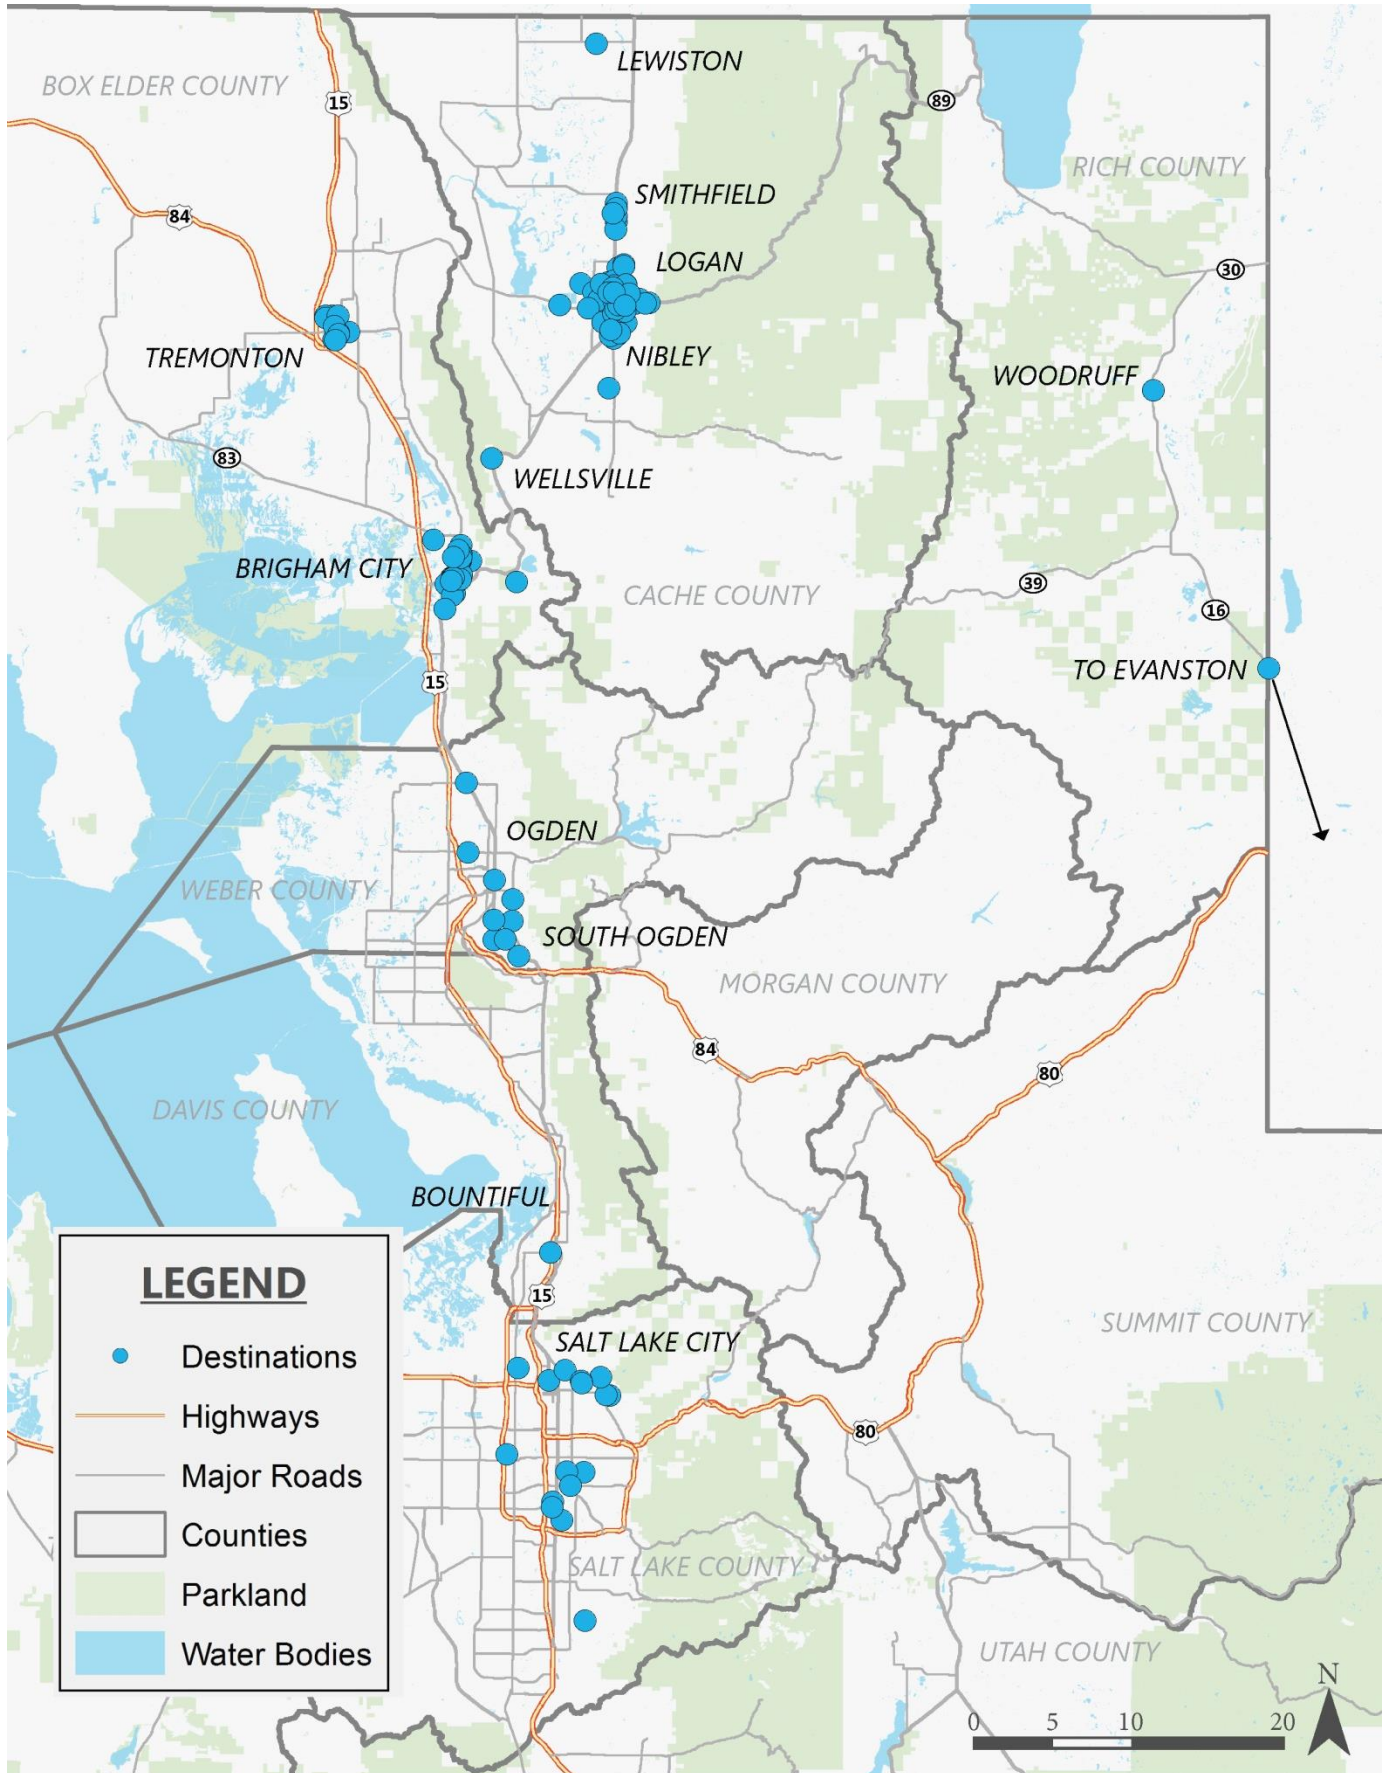 LEWISTON
BOX ELDER COUNTY
15
89
RICH COUNTY
SMITHFIELD
84
LOGAN
30
TREMONTON
NIBLEY
WOODRUFF
83
WELLSVILLE
BRIGHAM CITY
CACHE COUNTY
39
16
TO EVANSTON
15
OGDEN
WEBER COUNTY
SOUTH OGDEN
MORGAN COUNTY
84
80
DAVIS COUNTY
BOUNTIFUL
15
SALT LAKE CITY
SUMMIT COUNTY
80
SALT LAKE COUNTY
UTAH COUNTY
LEGEND
Destinations
Highways
Major Roads
Counties
Parkland
Water Bodies
N
0 5 10 20